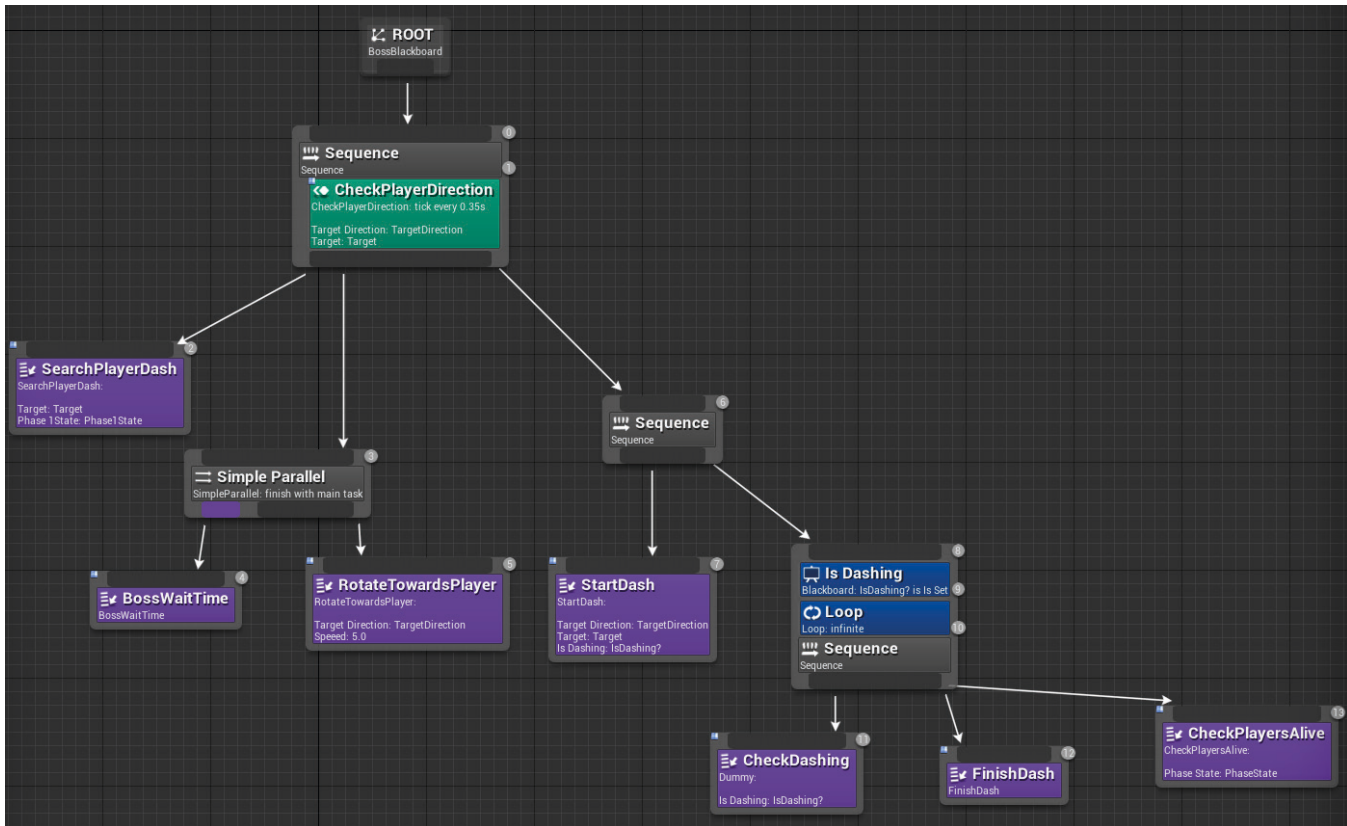 ROOT
BossBlackboard
0
Sequence
Sequence
1
CheckPlayerDirection
CheckPlayerDirection: tick every 0.35s
Target Direction: TargetDirection
Target: Target
2
SearchPlayerDash
SearchPlayerDash:
Target: Target
Phase 1State: Phase1State
3
Simple Parallel
SimpleParallel: finish with main task
4
BossWaitTime
BossWaitTime
5
RotateTowardsPlayer
RotateTowardsPlayer:
Target Direction: TargetDirection
Speeed: 5.0
6
Sequence
Sequence
7
StartDash
StartDash:
Target Direction: TargetDirection
Target: Target
Is Dashing: IsDashing?
8
Is Dashing
Blackboard: IsDashing? is Is Set
9
Loop
Loop: infinite
10
Sequence
Sequence
11
CheckDashing
Dummy:
Is Dashing: IsDashing?
12
FinishDash
FinishDash
13
CheckPlayersAlive
CheckPlayersAlive:
Phase State: PhaseState